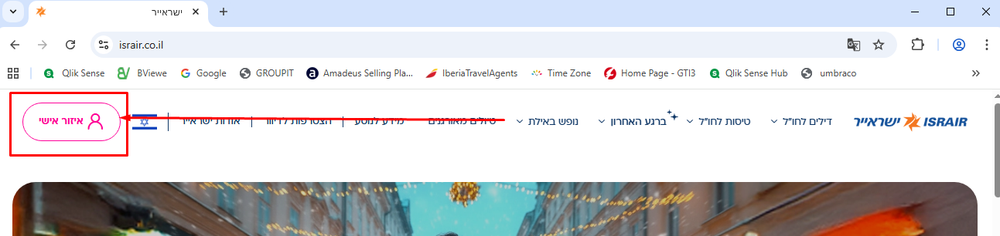 ישראייר
israir.co.il
Qlik Sense
BViewe
Google
GROUPIT
Amadeus Selling Pla...
IberiaTravelAgents
Time Zone
Home Page - GTI3
Qlik Sense Hub
umbraco
ISRAIR ישראייר
דילים לחו"ל
טיסות לחו"ל
ברגע האחרון
נופש באילת
טיולים מאורגנים
מידע לנוסע
הצטרפות לדיוור
אודות ישראייר
איזור אישי